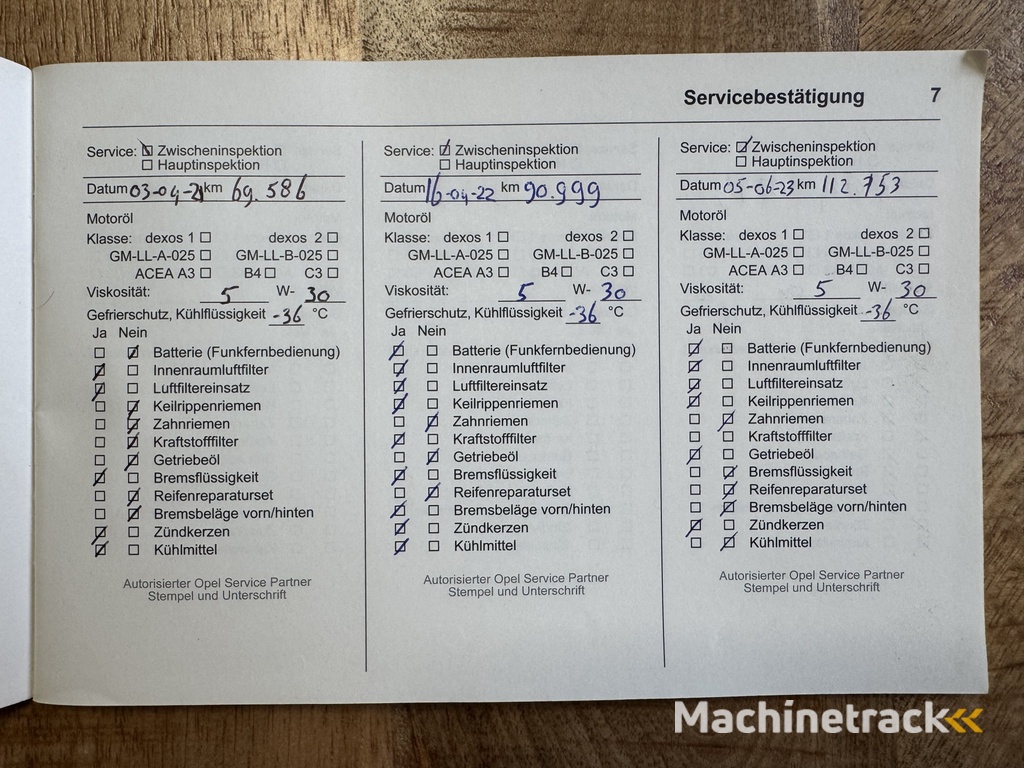 Servicebestätigung 7
Service: Zwischeninspektion
Hauptinspektion
Datum 03-04-21 km 69.586
Motoröl
Klasse: dexos 1 dexos 2
GM-LL-A-025 GM-LL-B-025
ACEA A3 B4 C3
Viskosität: 5 W- 30
Gefrierschutz, Kühlflüssigkeit -36 °C
Ja Nein
Batterie (Funkfernbedienung)
Innenraumluftfilter
Luftfiltereinsatz
Keilrippenriemen
Zahnriemen
Kraftstofffilter
Getriebeöl
Bremsflüssigkeit
Reifenreparaturset
Bremsbeläge vorn/hinten
Zündkerzen
Kühlmittel
Autorisierter Opel Service Partner
Stempel und Unterschrift
Service: Zwischeninspektion
Hauptinspektion
Datum 16-04-22 km 90.999
Motoröl
Klasse: dexos 1 dexos 2
GM-LL-A-025 GM-LL-B-025
ACEA A3 B4 C3
Viskosität: 5 W- 30
Gefrierschutz, Kühlflüssigkeit -36 °C
Ja Nein
Batterie (Funkfernbedienung)
Innenraumluftfilter
Luftfiltereinsatz
Keilrippenriemen
Zahnriemen
Kraftstofffilter
Getriebeöl
Bremsflüssigkeit
Reifenreparaturset
Bremsbeläge vorn/hinten
Zündkerzen
Kühlmittel
Autorisierter Opel Service Partner
Stempel und Unterschrift
Service: Zwischeninspektion
Hauptinspektion
Datum 05-06-23 km 112.753
Motoröl
Klasse: dexos 1 dexos 2
GM-LL-A-025 GM-LL-B-025
ACEA A3 B4 C3
Viskosität: 5 W- 30
Gefrierschutz, Kühlflüssigkeit -36 °C
Ja Nein
Batterie (Funkfernbedienung)
Innenraumluftfilter
Luftfiltereinsatz
Keilrippenriemen
Zahnriemen
Kraftstofffilter
Getriebeöl
Bremsflüssigkeit
Reifenreparaturset
Bremsbeläge vorn/hinten
Zündkerzen
Kühlmittel
Autorisierter Opel Service Partner
Stempel und Unterschrift
Machinetrack